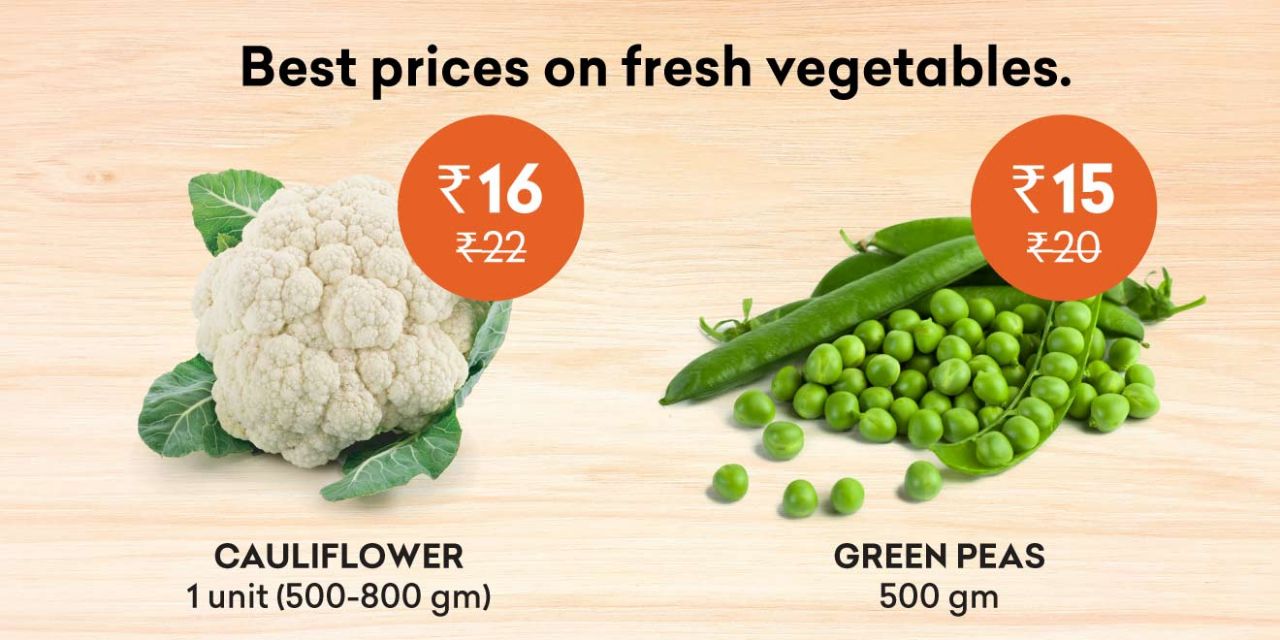 Best prices on fresh vegetables.
₹16
₹22
₹15
₹20
CAULIFLOWER
1 unit (500-800 gm)
GREEN PEAS
500 gm